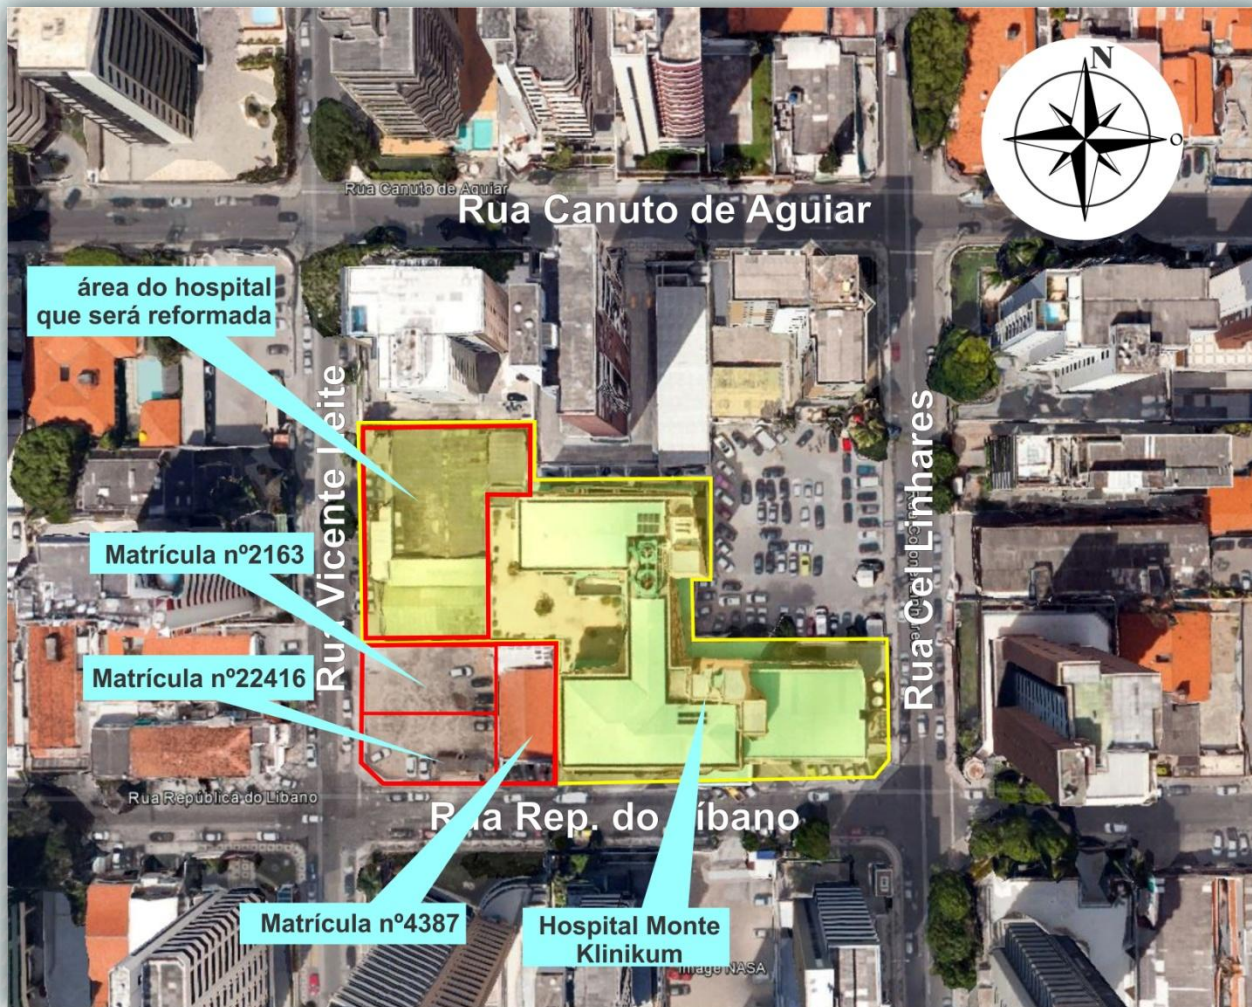 N
O
Rua Canuto de Aguiar
Rua Canuto de Aguiar
área do hospital
que será reformada
Rua Vicente Leite
Rua Cel Linhares
Matrícula nº2163
Matrícula nº22416
Rua República do Líbano
Rua Rep. do Líbano
Matrícula nº4387
Hospital Monte
Klinikum
Image NASA